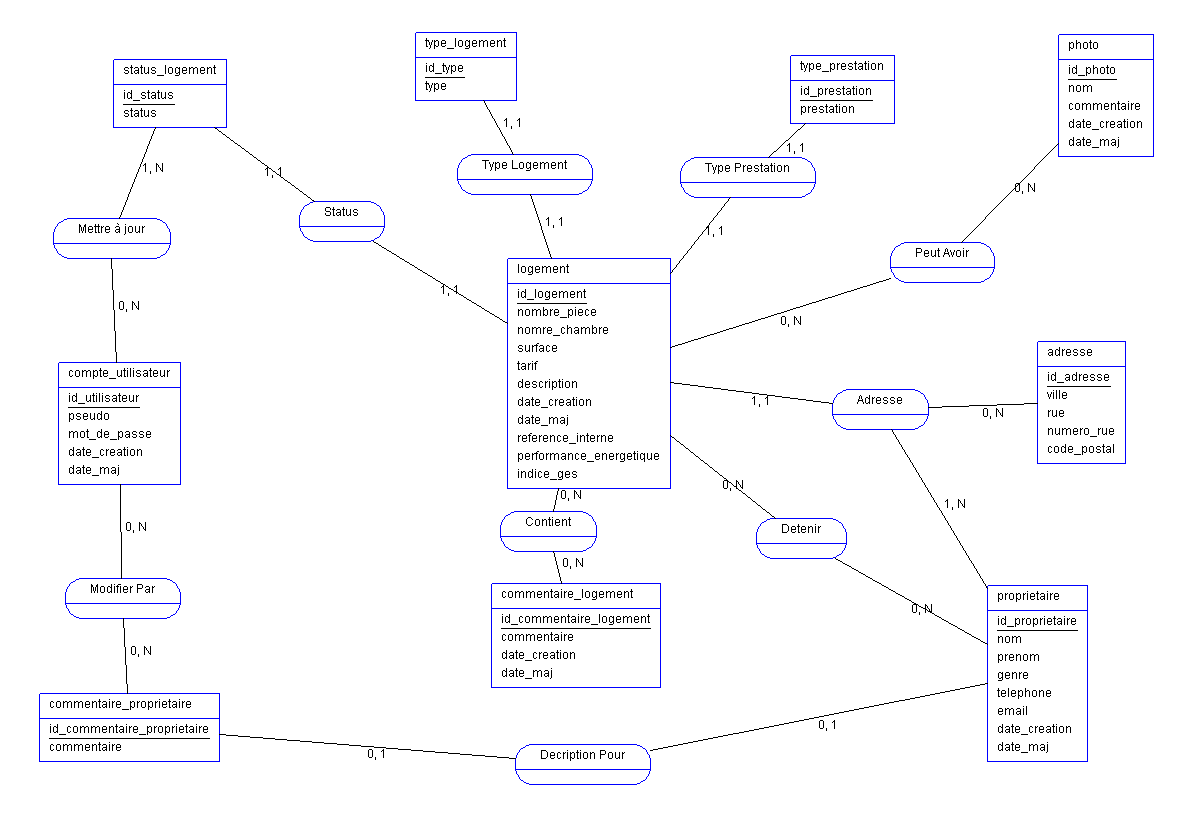 status_logement
id_status
status
type_logement
id_type
type
type_prestation
id_prestation
prestation
photo
id_photo
nom
commentaire
date_creation
date_maj
1, N
1, 1
1, 1
1, 1
0, N
Mettre à jour
Status
Type Logement
Type Prestation
Peut Avoir
1, 1
1, 1
1, 1
0, N
0, N
logement
id_logement
nombre_piece
nomre_chambre
surface
tarif
description
date_creation
date_maj
reference_interne
performance_energetique
indice_ges
compte_utilisateur
id_utilisateur
pseudo
mot_de_passe
date_creation
date_maj
1, 1
Adresse
0, N
adresse
id_adresse
ville
rue
numero_rue
code_postal
0, N
0, N
0, N
1, N
Contient
Detenir
0, N
0, N
Modifier Par
0, N
commentaire_logement
id_commentaire_logement
commentaire
date_creation
date_maj
proprietaire
id_proprietaire
nom
prenom
genre
telephone
email
date_creation
date_maj
commentaire_proprietaire
id_commentaire_proprietaire
commentaire
0, 1
Decription Pour
0, 1